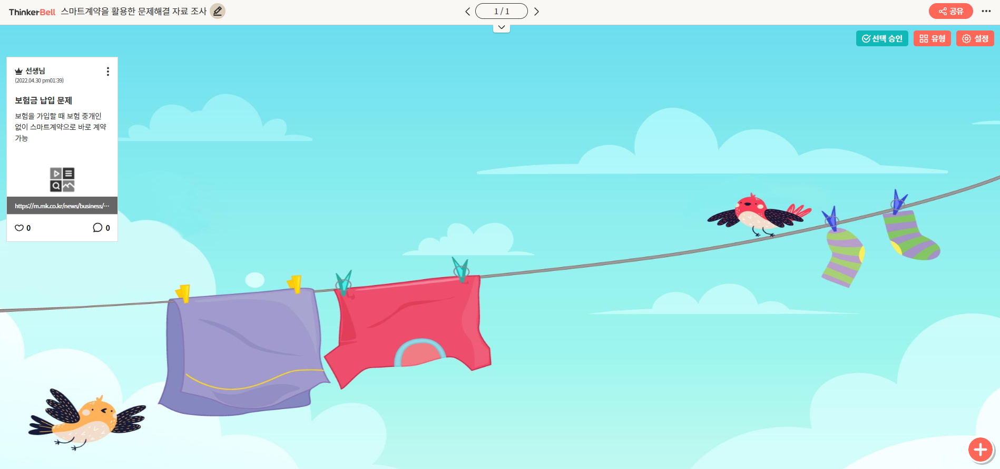 ThinkerBell 스마트계약을 활용한 문제해결 자료 조사
1 / 1
공유
선택 승인
유형
설정
선생님
(2022.04.30 pm01:39)
보험금 납입 문제
보험을 가입할 때 보험 중개인
없이 스마트계약으로 바로 계약
가능
https://m.mk.co.kr/news/business/···
0
0